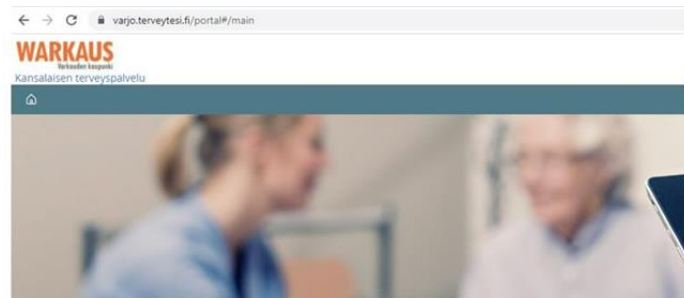 varjo.terveytesi.fi/portal#/main
WARKAUS
Varkauden kaupunki
Kansalaisen terveyspalvelu